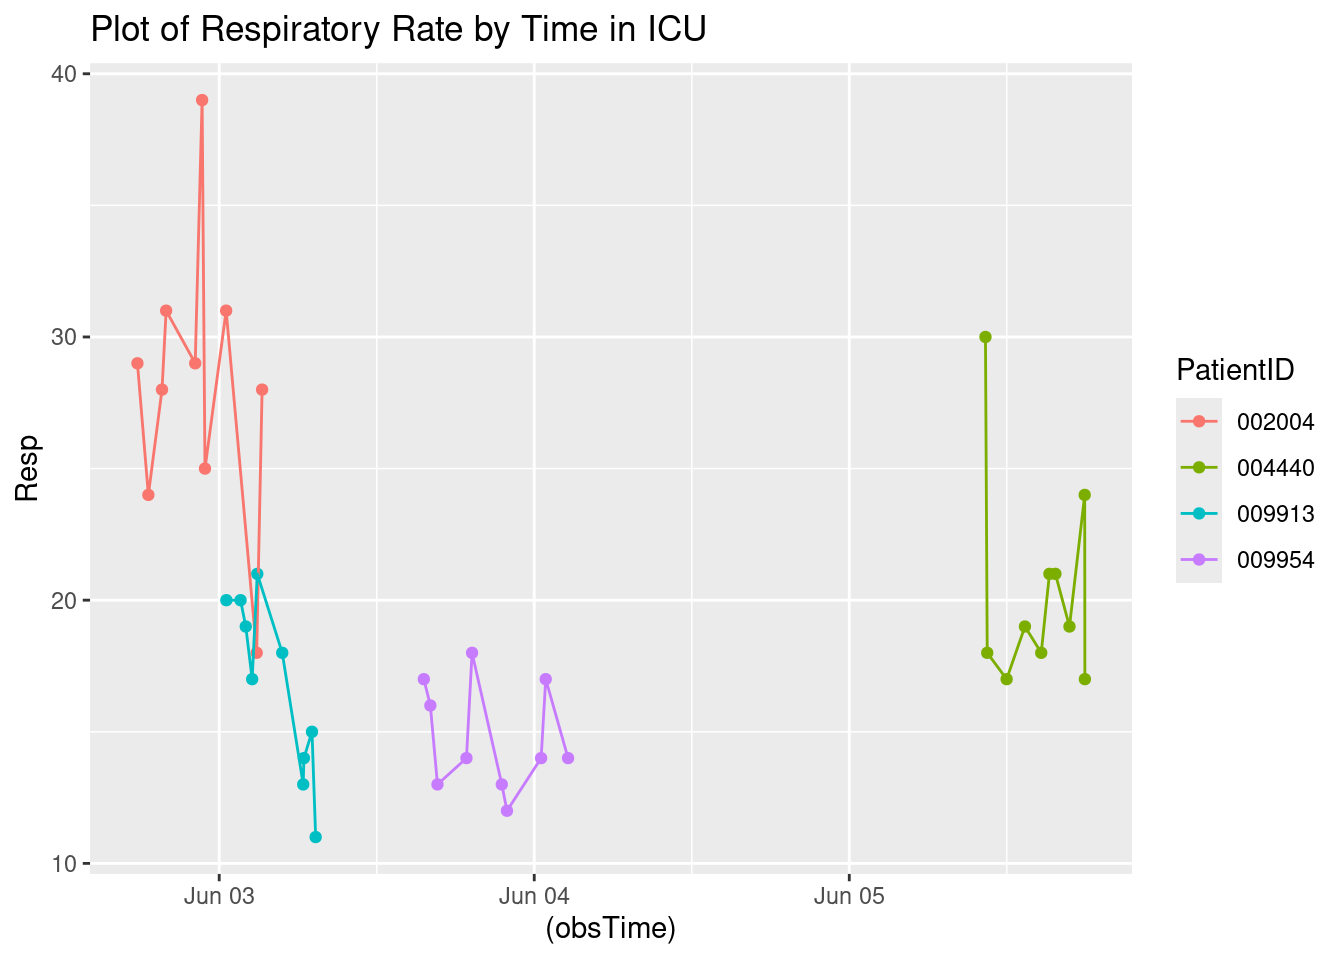 Plot of Respiratory Rate by Time in ICU
40
30
20
10
Resp
Jun 03
Jun 04
Jun 05
(obsTime)
PatientID
002004
004440
009913
009954